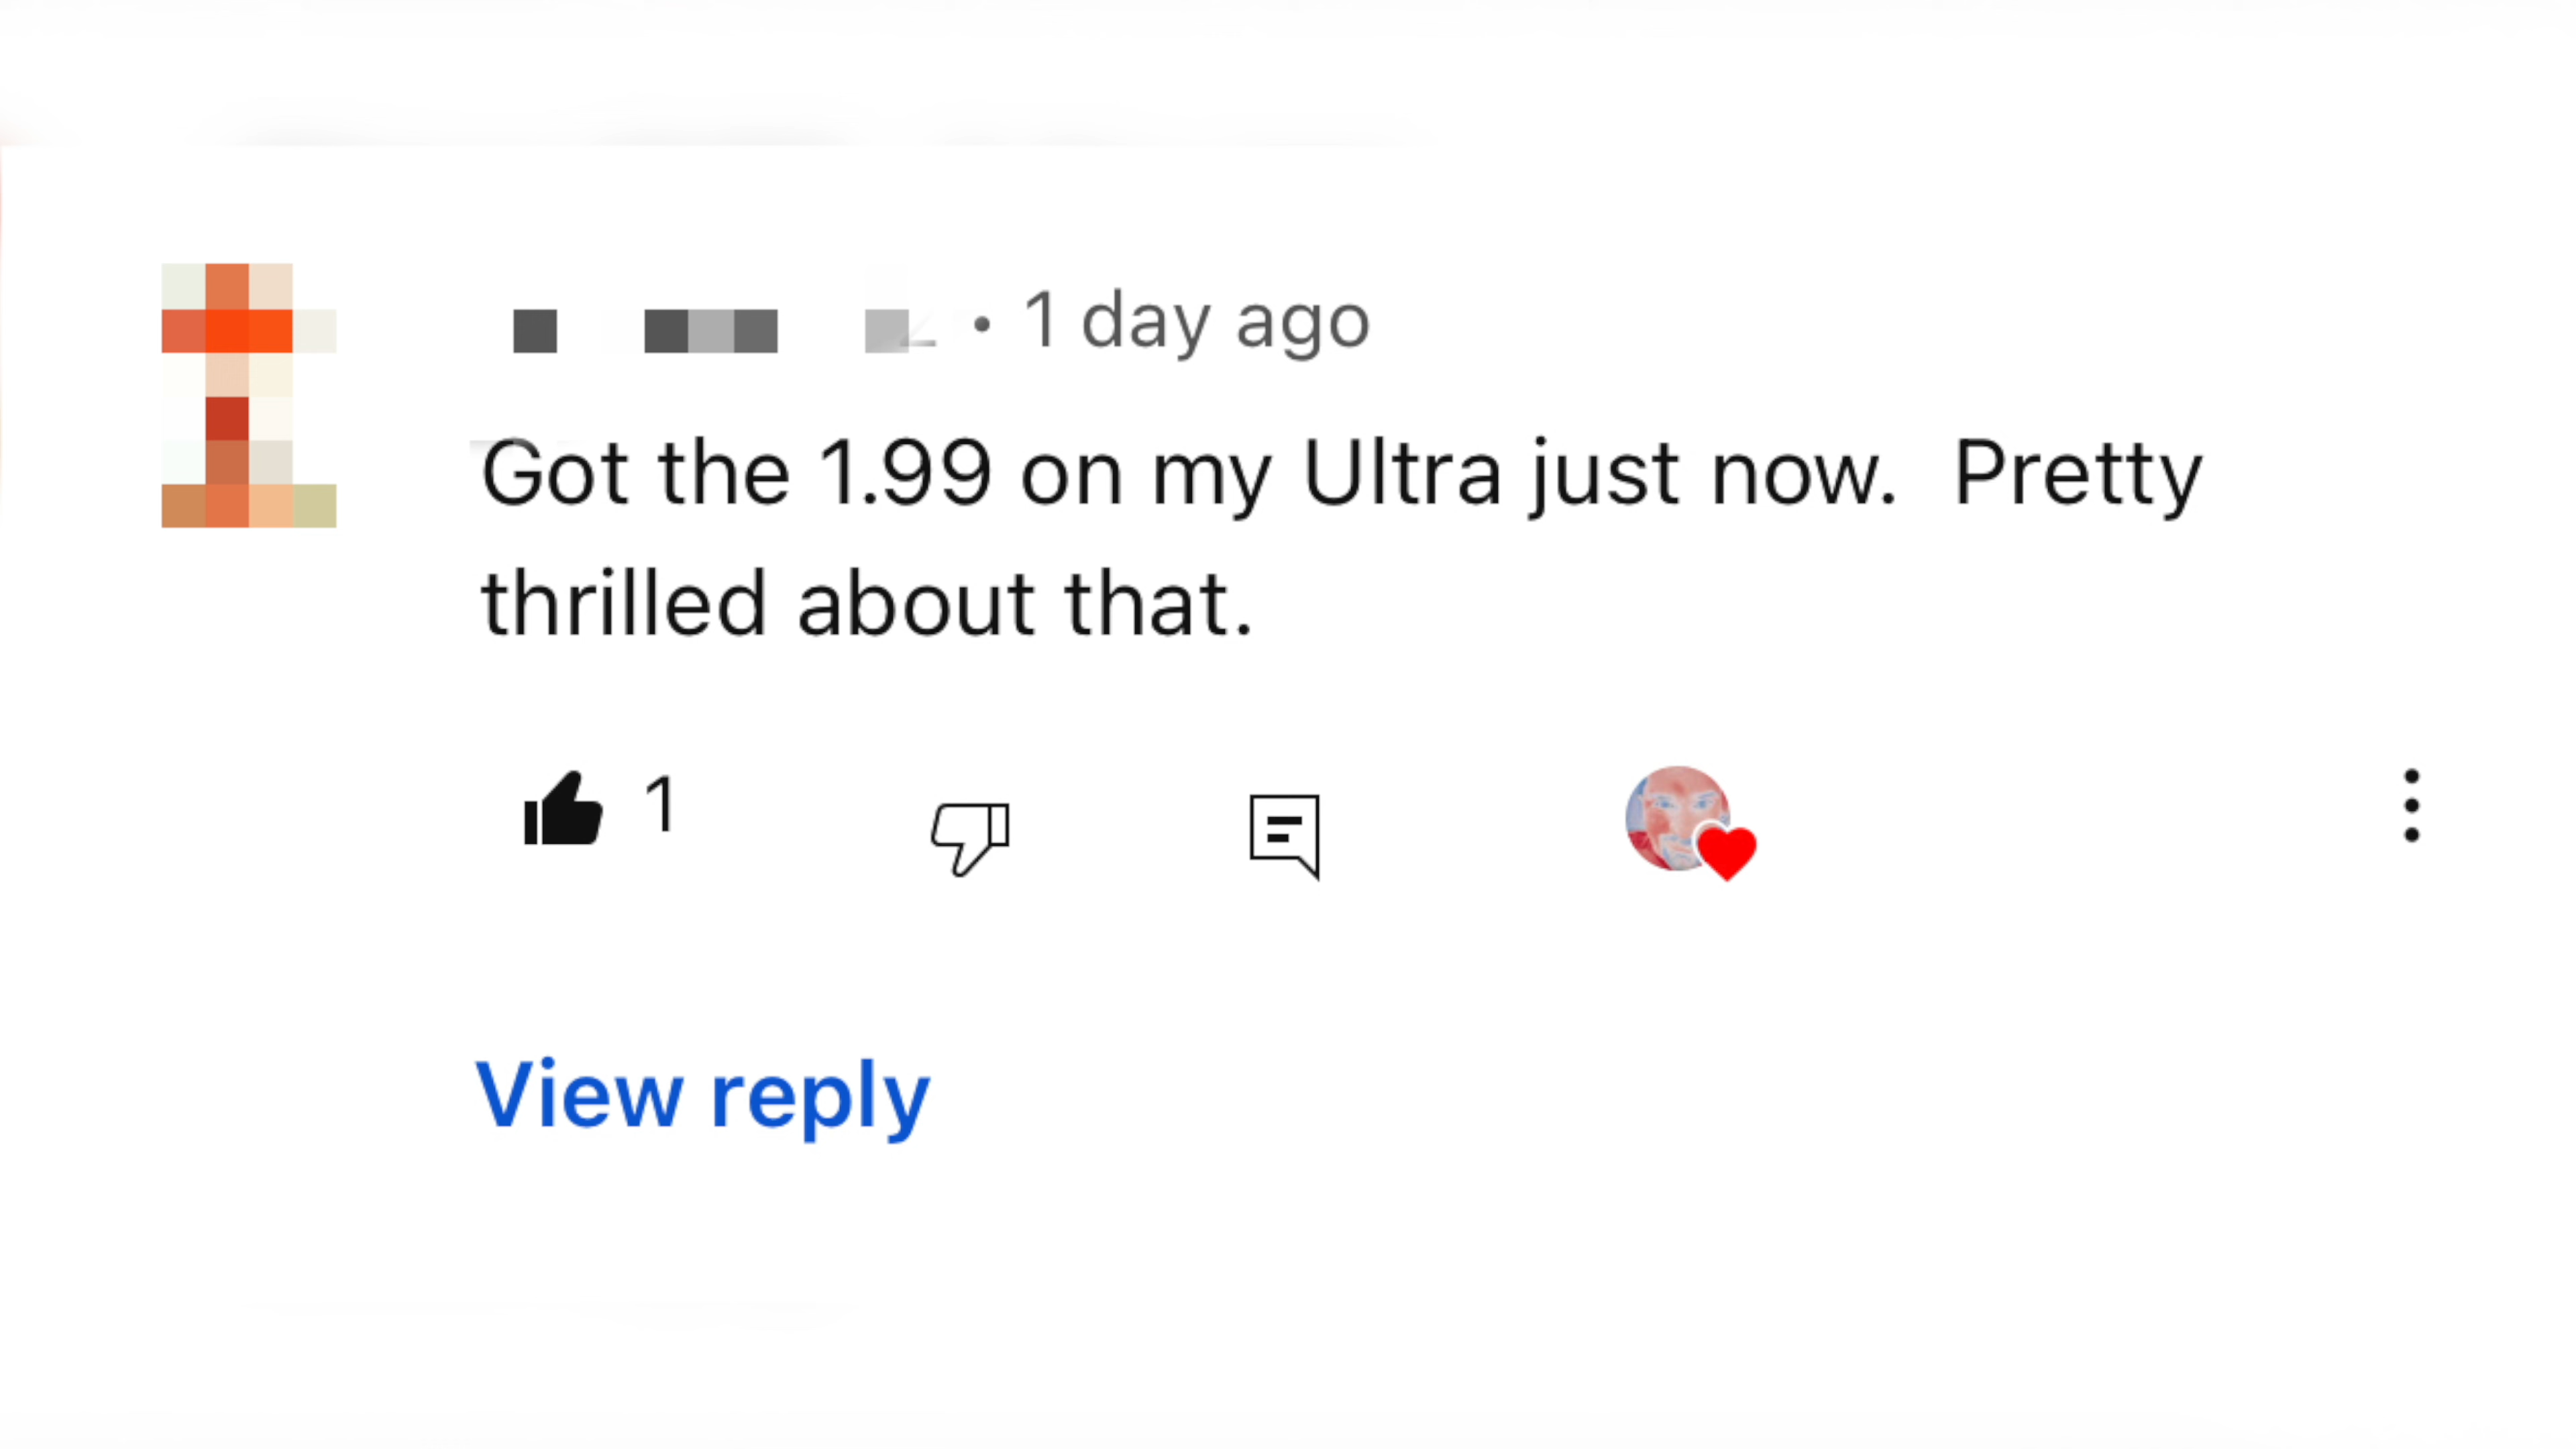 • 1 day ago
Got the 1.99 on my Ultra just now.  Pretty
thrilled about that.
1
View reply